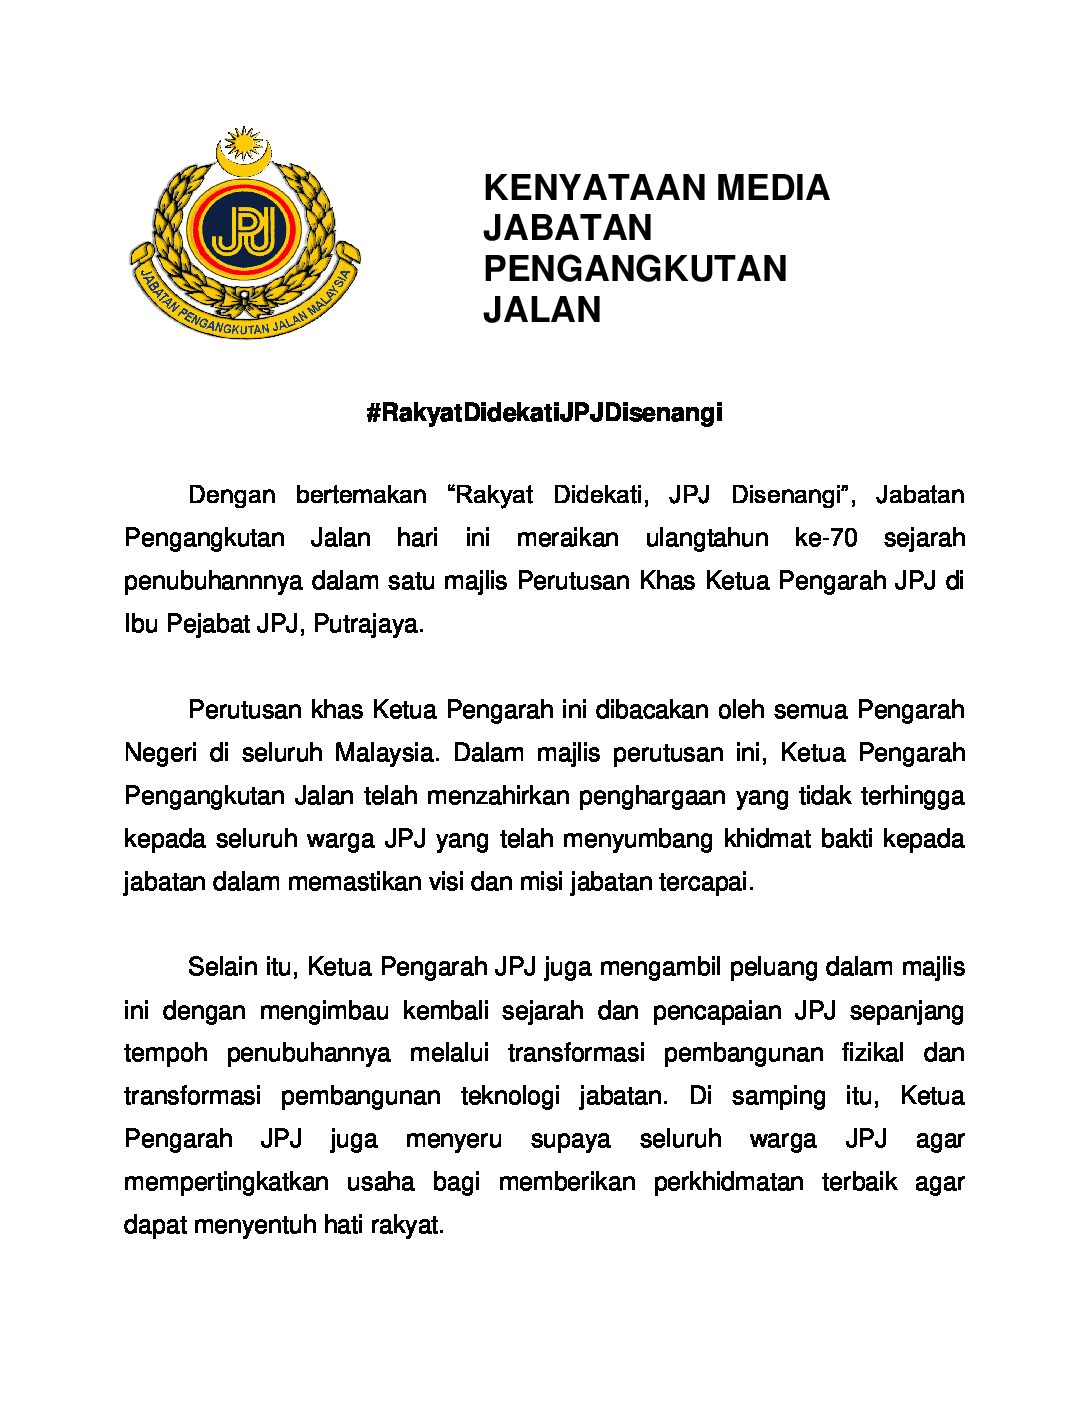 JPJ
JABATAN PENGANGKUTAN JALAN MALAYSIA
KENYATAAN MEDIA
JABATAN
PENGANGKUTAN
JALAN
#RakyatDidekatiJPJDisenangi
Dengan bertemakan “Rakyat Didekati, JPJ Disenangi”, Jabatan
Pengangkutan Jalan hari ini meraikan ulangtahun ke-70 sejarah
penubuhannnya dalam satu majlis Perutusan Khas Ketua Pengarah JPJ di
Ibu Pejabat JPJ, Putrajaya.
Perutusan khas Ketua Pengarah ini dibacakan oleh semua Pengarah
Negeri di seluruh Malaysia. Dalam majlis perutusan ini, Ketua Pengarah
Pengangkutan Jalan telah menzahirkan penghargaan yang tidak terhingga
kepada seluruh warga JPJ yang telah menyumbang khidmat bakti kepada
jabatan dalam memastikan visi dan misi jabatan tercapai.
Selain itu, Ketua Pengarah JPJ juga mengambil peluang dalam majlis
ini dengan mengimbau kembali sejarah dan pencapaian JPJ sepanjang
tempoh penubuhannya melalui transformasi pembangunan fizikal dan
transformasi pembangunan teknologi jabatan. Di samping itu, Ketua
Pengarah JPJ juga menyeru supaya seluruh warga JPJ agar
mempertingkatkan usaha bagi memberikan perkhidmatan terbaik agar
dapat menyentuh hati rakyat.